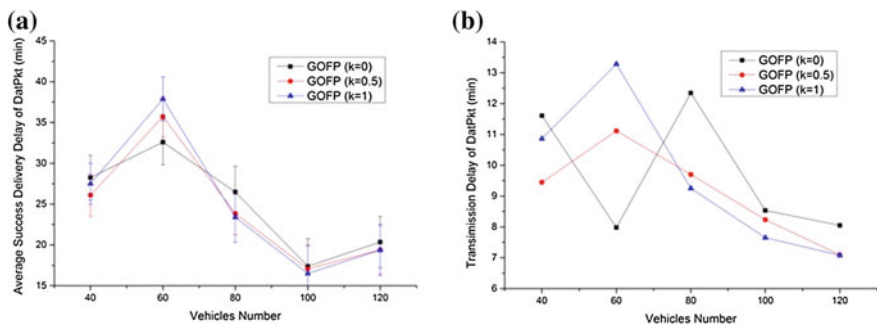 (a)
Average Success Delivery Delay of DatPkt (min)
45
40
35
30
25
20
15
GOFP (k=0)
GOFP (k=0.5)
GOFP (k=1)
40
60
80
100
120
Vehicles Number
(b)
Transimission Delay of DatPkt (min)
14
13
12
11
10
9
8
7
6
GOFP (k=0)
GOFP (k=0.5)
GOFP (k=1)
40
60
80
100
120
Vehicles Number